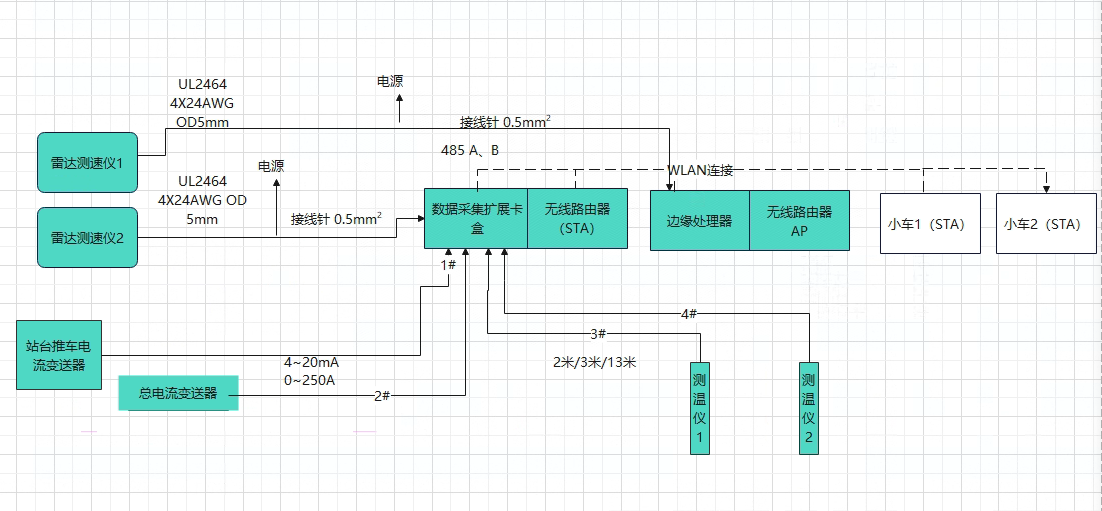 UL2464
4X24AWG
OD5mm
电源
接线针 0.5mm²
雷达测速仪1
485 A、B
电源
WLAN连接
UL2464
4X24AWG OD
5mm
接线针 0.5mm²
雷达测速仪2
数据采集扩展卡
盒
无线路由器
（STA）
边缘处理器
无线路由器
AP
小车1（STA）
小车2（STA）
1#
站台推车电
流变送器
4~20mA
0~250A
总电流变送器
2#
3#
4#
2米/3米/13米
测
温
仪
1
测
温
仪
2